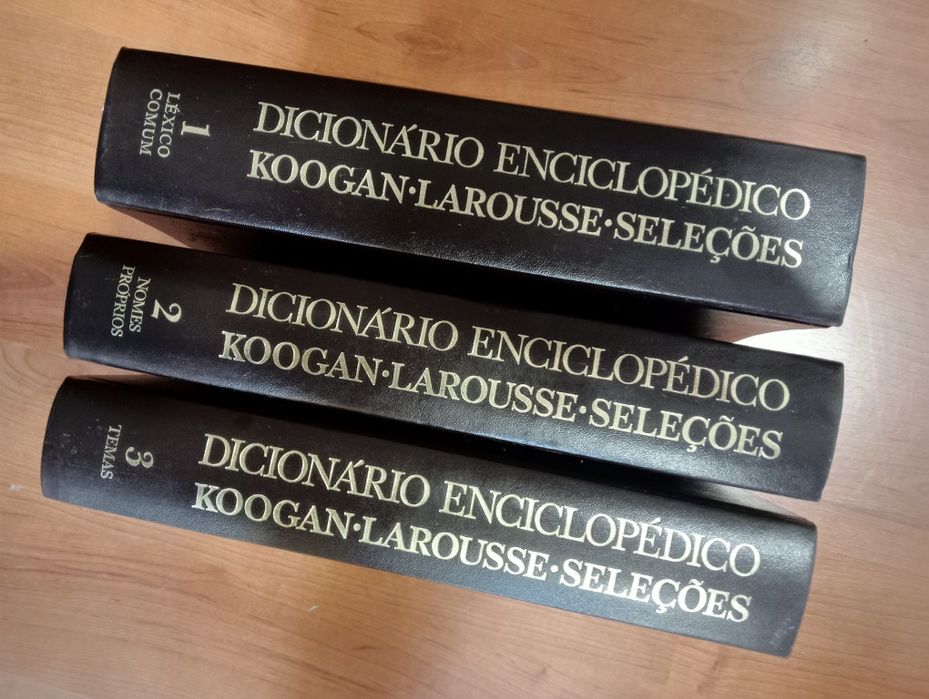 LÉXICO
COMUM
1
DICIONÁRIO ENCICLOPÉDICO
KOOGAN·LAROUSSE·SELEÇÕES
NOMES
PRÓPRIOS
2
DICIONÁRIO ENCICLOPÉDICO
KOOGAN·LAROUSSE·SELEÇÕES
TEMAS
3
DICIONÁRIO ENCICLOPÉDICO
KOOGAN·LAROUSSE·SELEÇÕES